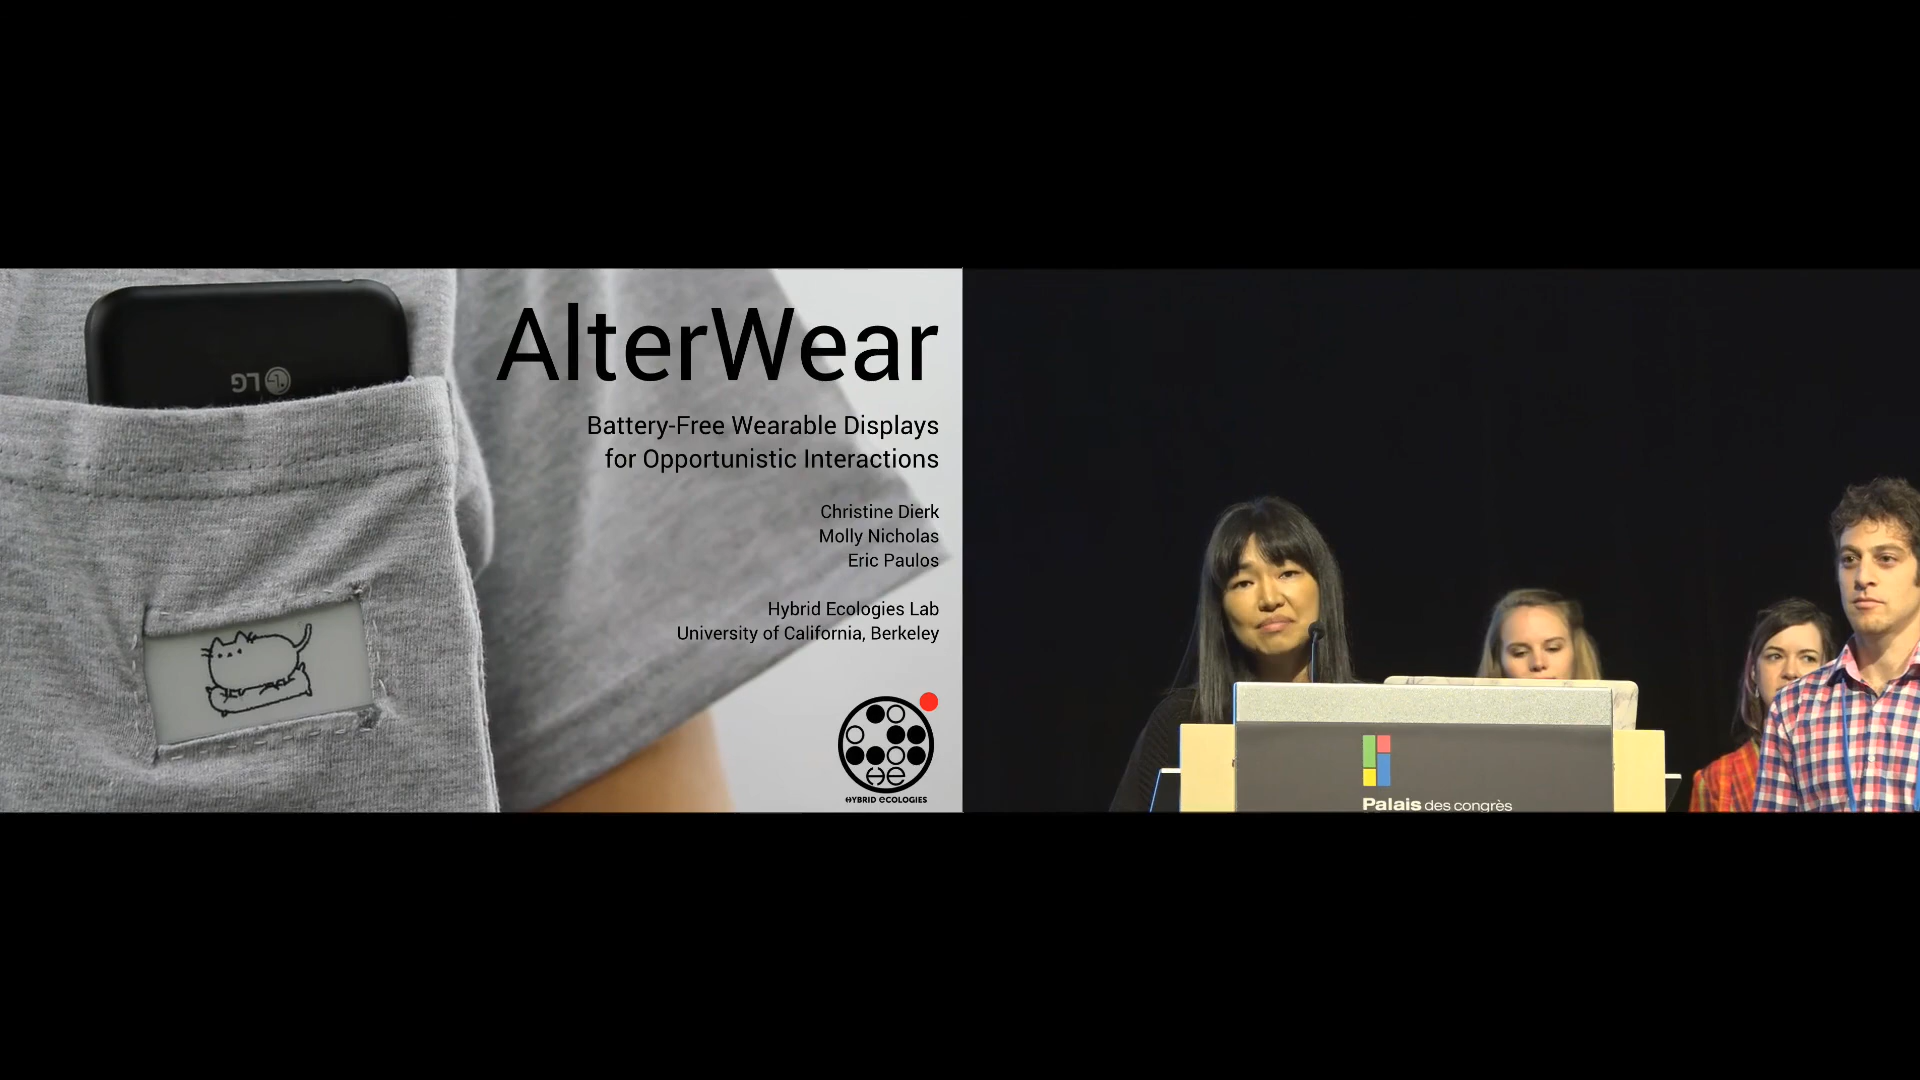 LG
AlterWear
Battery-Free Wearable Displays
for Opportunistic Interactions
Christine Dierk
Molly Nicholas
Eric Paulos
Hybrid Ecologies Lab
University of California, Berkeley
HE
HYBRID ECOLOGIES
Palais des congrès